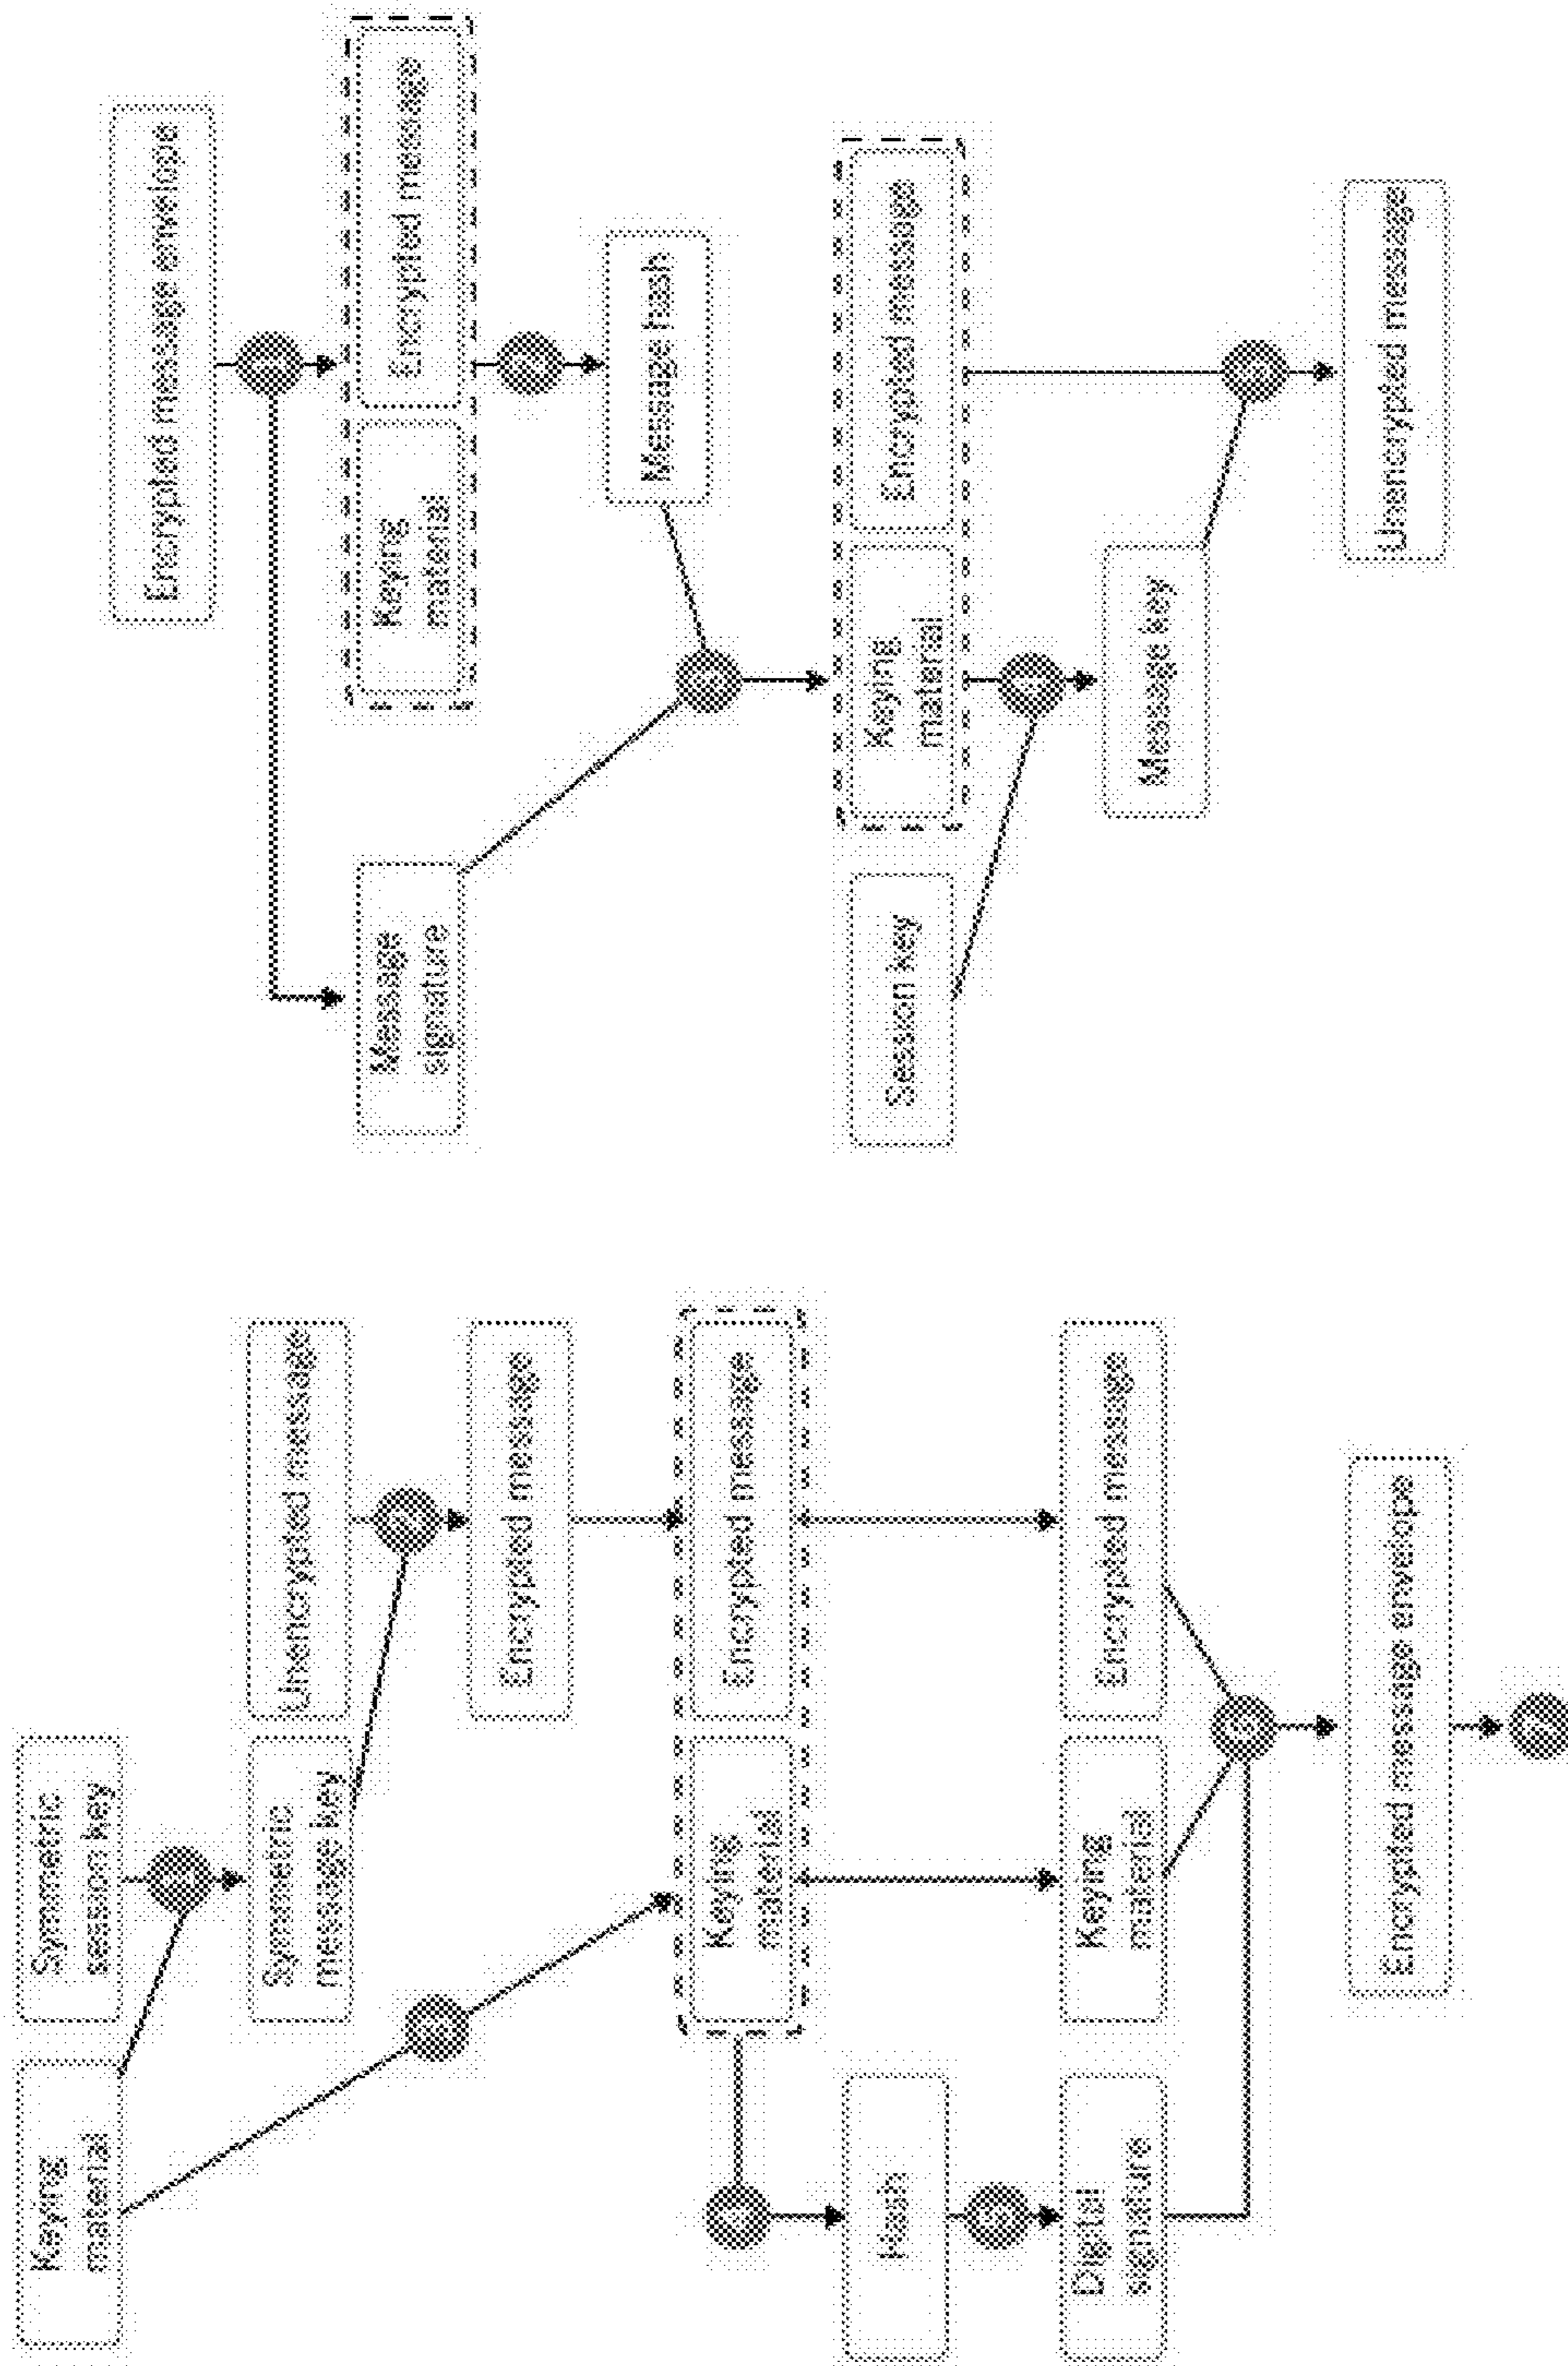 Keying
material
Symmeric
session key
Symmetric
message key
Unencrypted message
Encrypted message
Keying
material
Encrypted message
Hash
Digital
signature
Keying
material
Encrypted message
Encrypted message envelope
Encrypted message envelope
Message
signature
Keying
material
Encrypted message
Message hash
Session key
Keying
material
Encrypted message
Message key
Unencrypted message